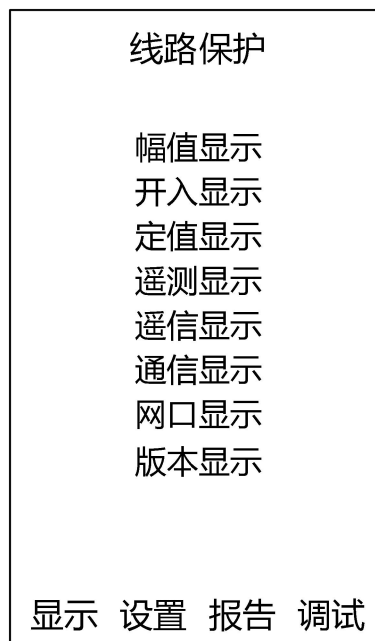 线路保护
幅值显示
开入显示
定值显示
遥测显示
遥信显示
通信显示
网口显示
版本显示
显示 设置 报告 调试